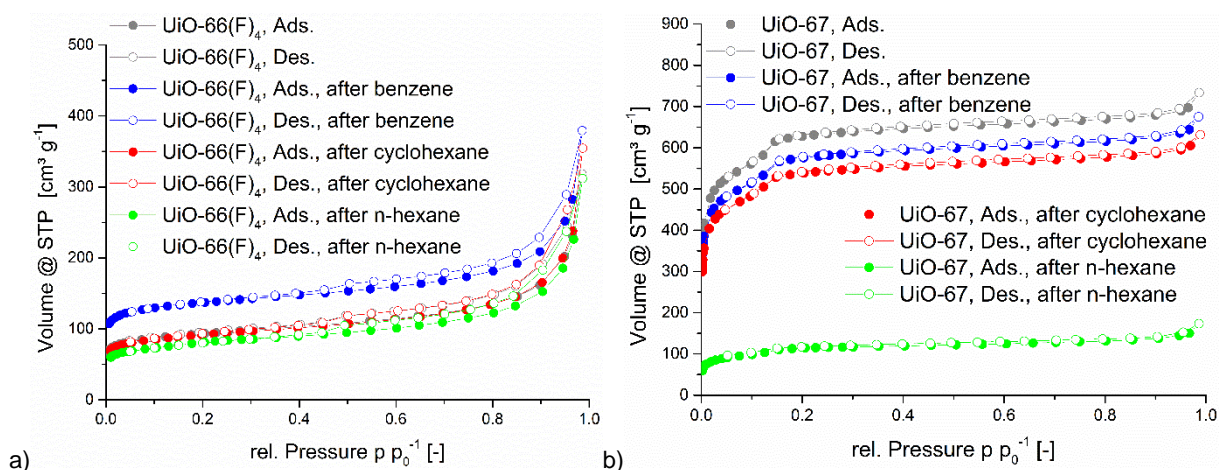 UiO-66(F)₄, Ads.
UiO-66(F)₄, Des.
UiO-66(F)₄, Ads., after benzene
UiO-66(F)₄, Des., after benzene
UiO-66(F)₄, Ads., after cyclohexane
UiO-66(F)₄, Des., after cyclohexane
UiO-66(F)₄, Ads., after n-hexane
UiO-66(F)₄, Des., after n-hexane
500
400
300
200
100
0
Volume @ STP [cm³ g⁻¹]
0.0 0.2 0.4 0.6 0.8 1.0
rel. Pressure p p₀⁻¹ [-]
a)
UiO-67, Ads.
UiO-67, Des.
UiO-67, Ads., after benzene
UiO-67, Des., after benzene
UiO-67, Ads., after cyclohexane
UiO-67, Des., after cyclohexane
UiO-67, Ads., after n-hexane
UiO-67, Des., after n-hexane
900
800
700
600
500
400
300
200
100
0
Volume @ STP [cm³ g⁻¹]
0.0 0.2 0.4 0.6 0.8 1.0
rel. Pressure p p₀⁻¹ [-]
b)